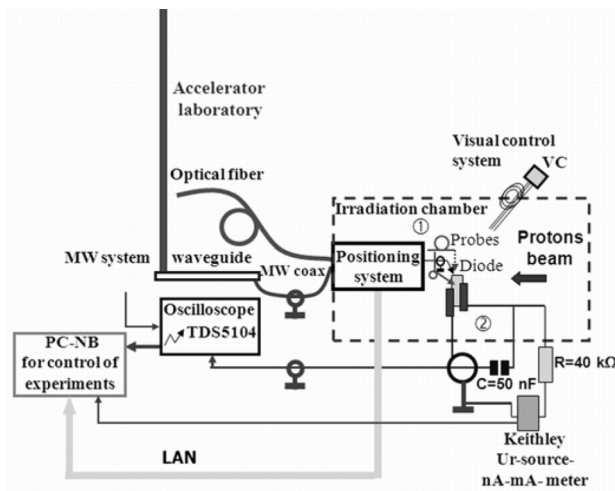 Accelerator
laboratory
Visual control
system
VC
Optical fiber
Irradiation chamber
①
Probes
Protons
beam
MW system
waveguide
MW coax
Positioning
system
Diode
Oscilloscope
TDS5104
②
PC-NB
for control of
experiments
R=40 kΩ
C=50 nF
Keithley
Ur-source-
nA-mA- meter
LAN